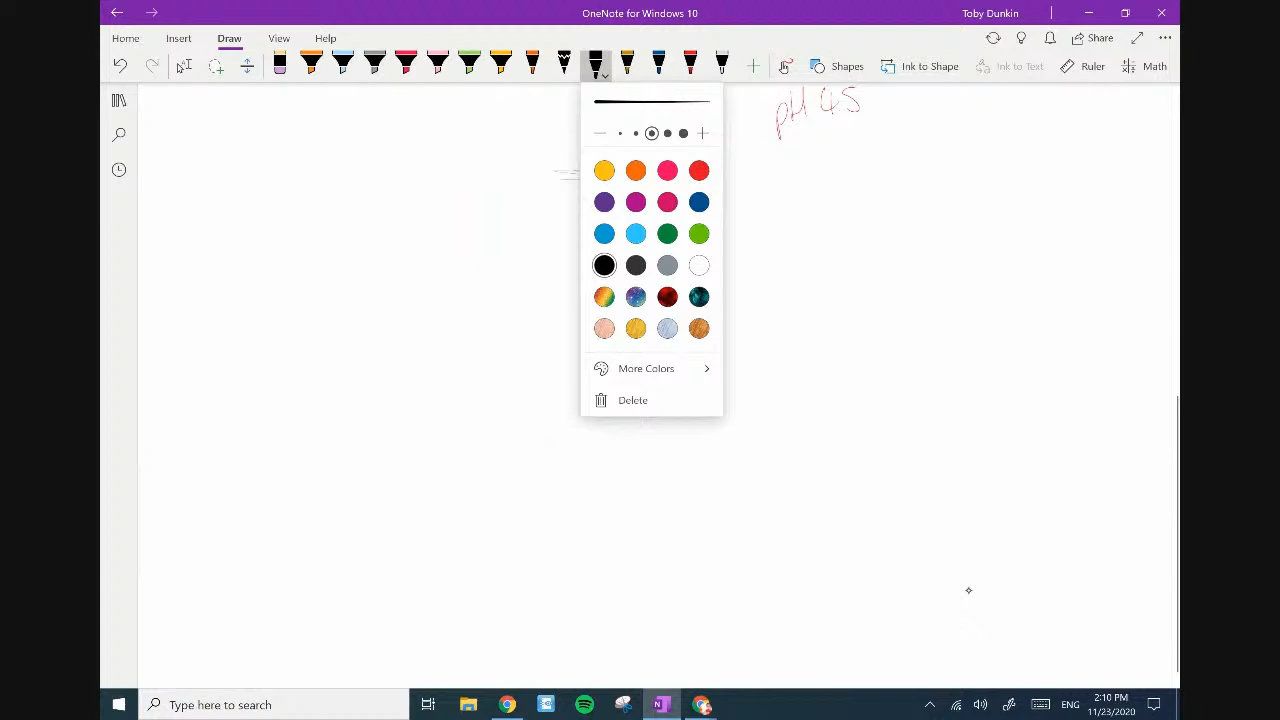 OneNote for Windows 10
Toby Dunkin
Home Insert Draw View Help
Share
Shapes Ink to Shape Ink to Text Ruler Math
pH 4.5
More Colors
Delete
Type here to search
ENG
2:10 PM
11/23/2020